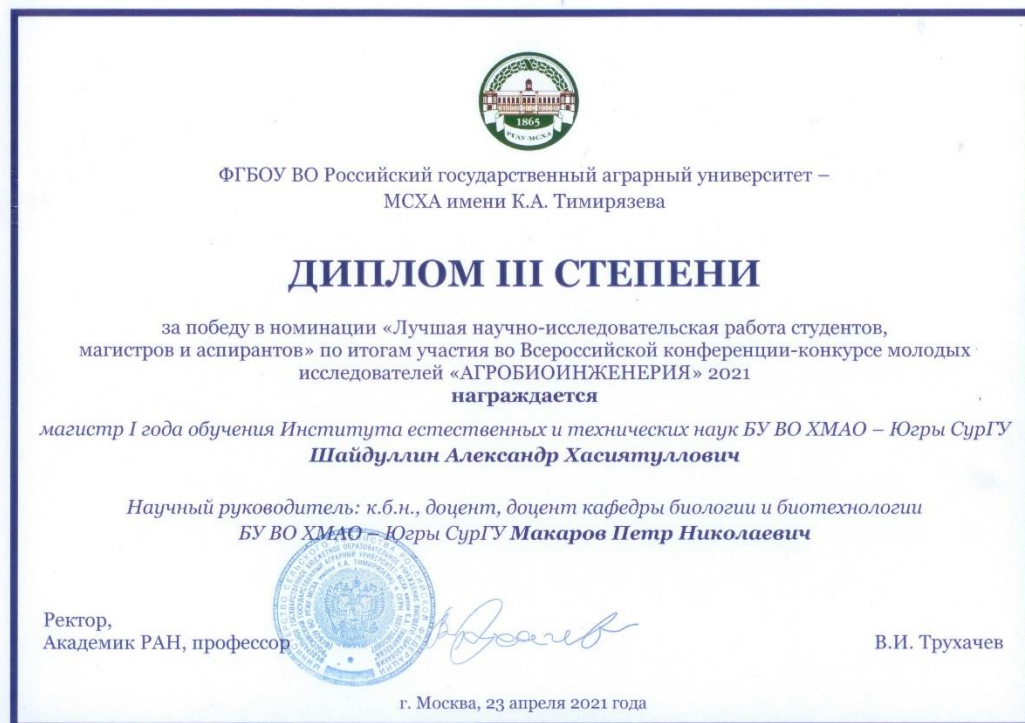 1865
РГАУ-МСХА
ФГБОУ ВО Российский государственный аграрный университет –
МСХА имени К.А. Тимирязева
ДИПЛОМ III СТЕПЕНИ
за победу в номинации «Лучшая научно-исследовательская работа студентов,
магистров и аспирантов» по итогам участия во Всероссийской конференции-конкурсе молодых
исследователей «АГРОБИОИНЖЕНЕРИЯ» 2021
награждается
магистр I года обучения Института естественных и технических наук БУ ВО ХМАО – Югры СурГУ
Шайдуллин Александр Хасиятуллович
Научный руководитель: к.б.н., доцент, доцент кафедры биологии и биотехнологии
БУ ВО ХМАО – Югры СурГУ Макаров Петр Николаевич
Ректор,
Академик РАН, профессор
В.И. Трухачев
г. Москва, 23 апреля 2021 года